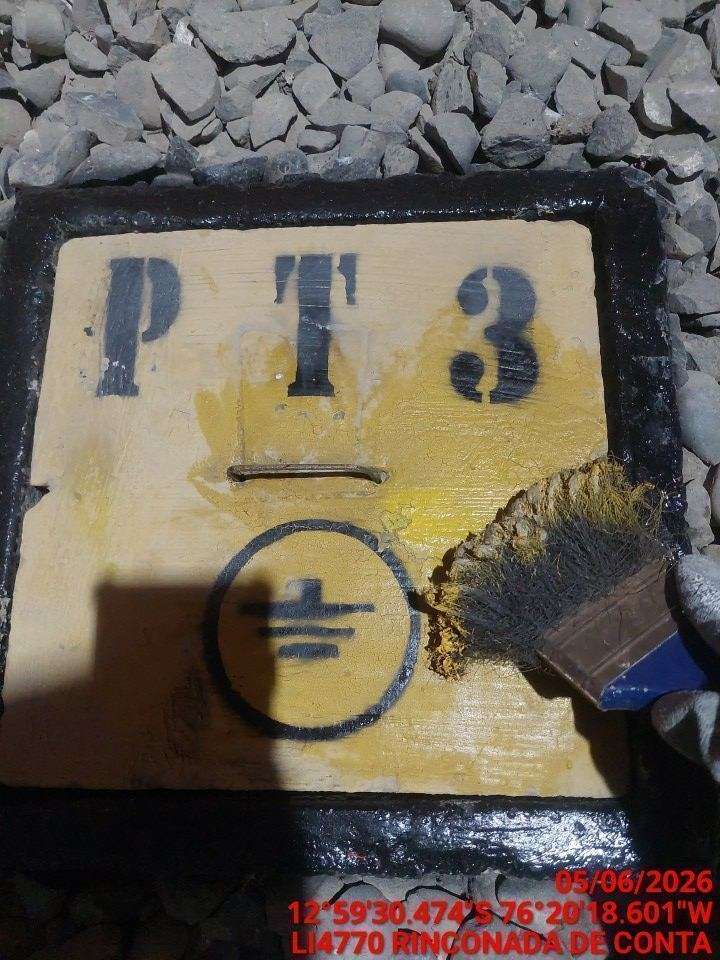 PT3
05/06/2026
12°59'30.474"S 76°20'18.601"W
LI4770 RINCONADA DE CONTA